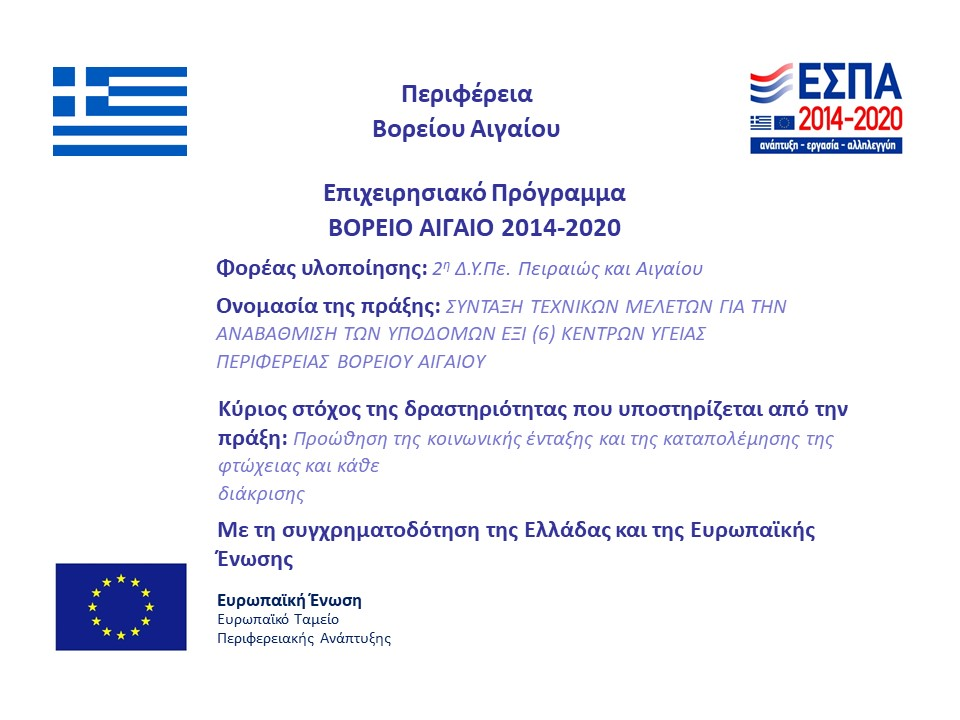 Περιφέρεια
Βορείου Αιγαίου
ΕΣΠΑ
2014-2020
ανάπτυξη - εργασία - αλληλεγγύη
Επιχειρησιακό Πρόγραμμα
ΒΟΡΕΙΟ ΑΙΓΑΙΟ 2014-2020
Φορέας υλοποίησης: 2η Δ.Υ.Πε. Πειραιώς και Αιγαίου
Ονομασία της πράξης: ΣΥΝΤΑΞΗ ΤΕΧΝΙΚΩΝ ΜΕΛΕΤΩΝ ΓΙΑ ΤΗΝ
ΑΝΑΒΑΘΜΙΣΗ ΤΩΝ ΥΠΟΔΟΜΩΝ ΕΞΙ (6) ΚΕΝΤΡΩΝ ΥΓΕΙΑΣ
ΠΕΡΙΦΕΡΕΙΑΣ ΒΟΡΕΙΟΥ ΑΙΓΑΙΟΥ
Κύριος στόχος της δραστηριότητας που υποστηρίζεται από την
πράξη: Προώθηση της κοινωνικής ένταξης και της καταπολέμησης της
φτώχειας και κάθε
διάκρισης
Με τη συγχρηματοδότηση της Ελλάδας και της Ευρωπαϊκής
Ένωσης
Ευρωπαϊκή Ένωση
Ευρωπαϊκό Ταμείο
Περιφερειακής Ανάπτυξης